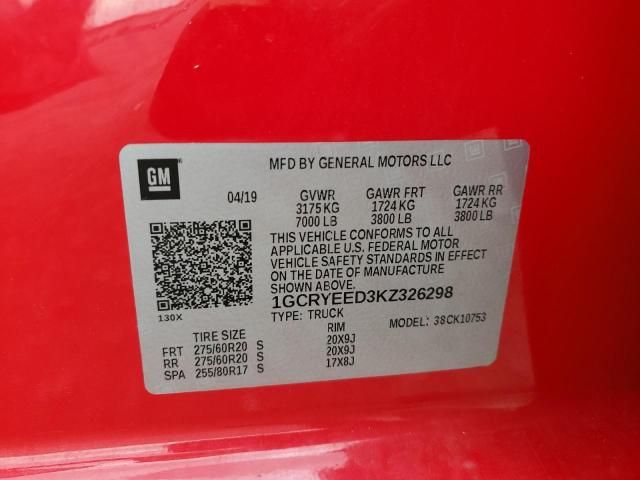 GM
MFD BY GENERAL MOTORS LLC
04/19 GVWR GAWR FRT GAWR RR
3175 KG 1724 KG 1724 KG
7000 LB 3800 LB 3800 LB
THIS VEHICLE CONFORMS TO ALL
APPLICABLE U.S. FEDERAL MOTOR
VEHICLE SAFETY STANDARDS IN EFFECT
ON THE DATE OF MANUFACTURE
SHOWN ABOVE.
1GCRYEED3KZ326298
130X
TYPE: TRUCK MODEL: 38CK10753
TIRE SIZE RIM
FRT 275/60R20 S 20X9J
RR 275/60R20 S 20X9J
SPA 255/80R17 S 17X8J